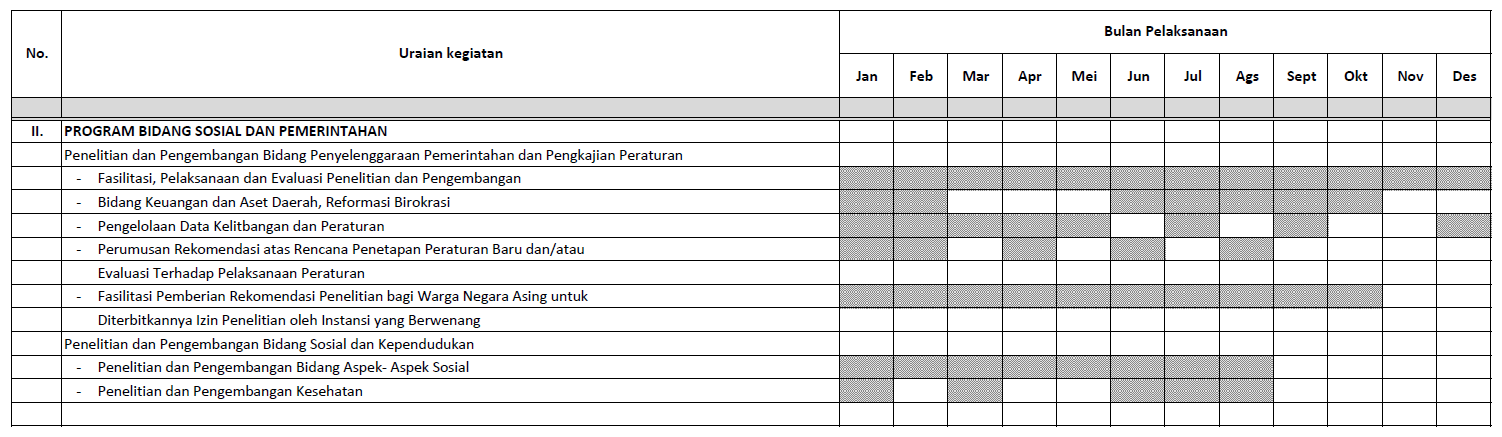 No. Uraian kegiatan Bulan Pelaksanaan
Jan Feb Mar Apr Mei Jun Jul Ags Sept Okt Nov Des
II. PROGRAM BIDANG SOSIAL DAN PEMERINTAHAN
Penelitian dan Pengembangan Bidang Penyelenggaraan Pemerintahan dan Pengkajian Peraturan
- Fasilitasi, Pelaksanaan dan Evaluasi Penelitian dan Pengembangan
- Bidang Keuangan dan Aset Daerah, Reformasi Birokrasi
- Pengelolaan Data Kelitbangan dan Peraturan
- Perumusan Rekomendasi atas Rencana Penetapan Peraturan Baru dan/atau
Evaluasi Terhadap Pelaksanaan Peraturan
- Fasilitasi Pemberian Rekomendasi Penelitian bagi Warga Negara Asing untuk
Diterbitkannya Izin Penelitian oleh Instansi yang Berwenang
Penelitian dan Pengembangan Bidang Sosial dan Kependudukan
- Penelitian dan Pengembangan Bidang Aspek- Aspek Sosial
- Penelitian dan Pengembangan Kesehatan